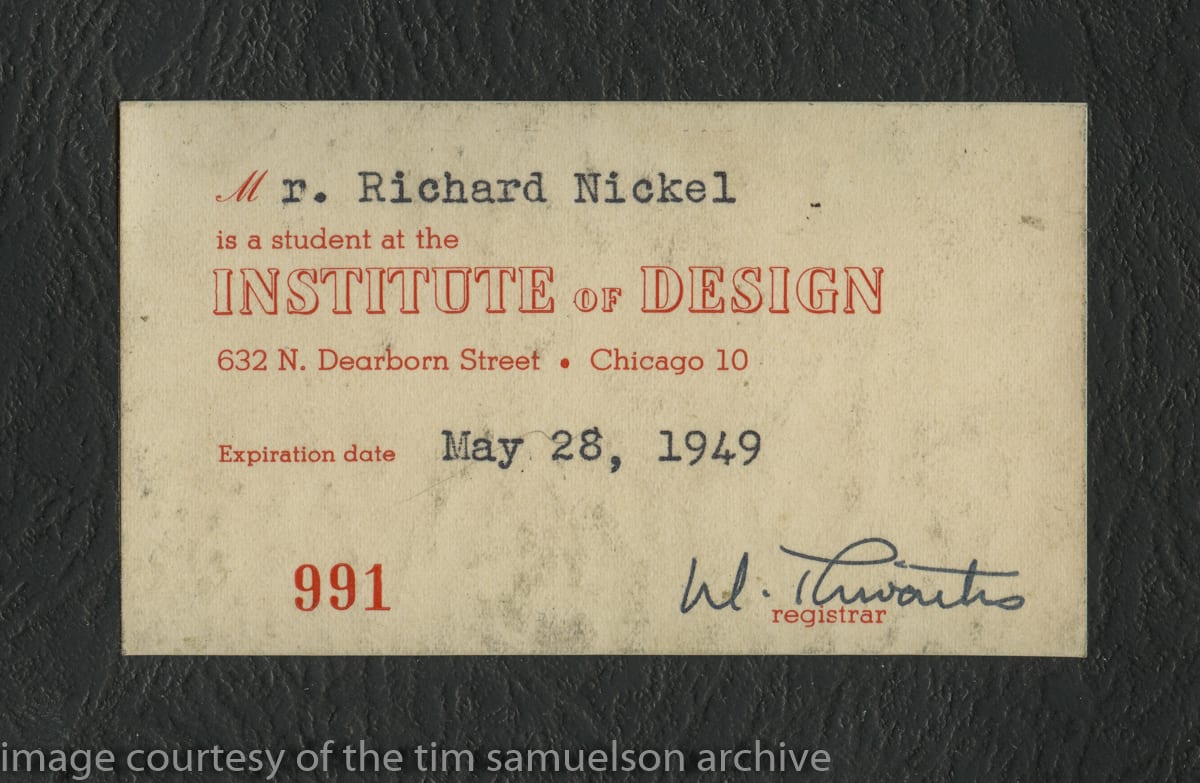 Mr. Richard Nickel
is a student at the
INSTITUTE OF DESIGN
632 N. Dearborn Street • Chicago 10
Expiration date May 28, 1949
991
registrar
image courtesy of the tim samuelson archive